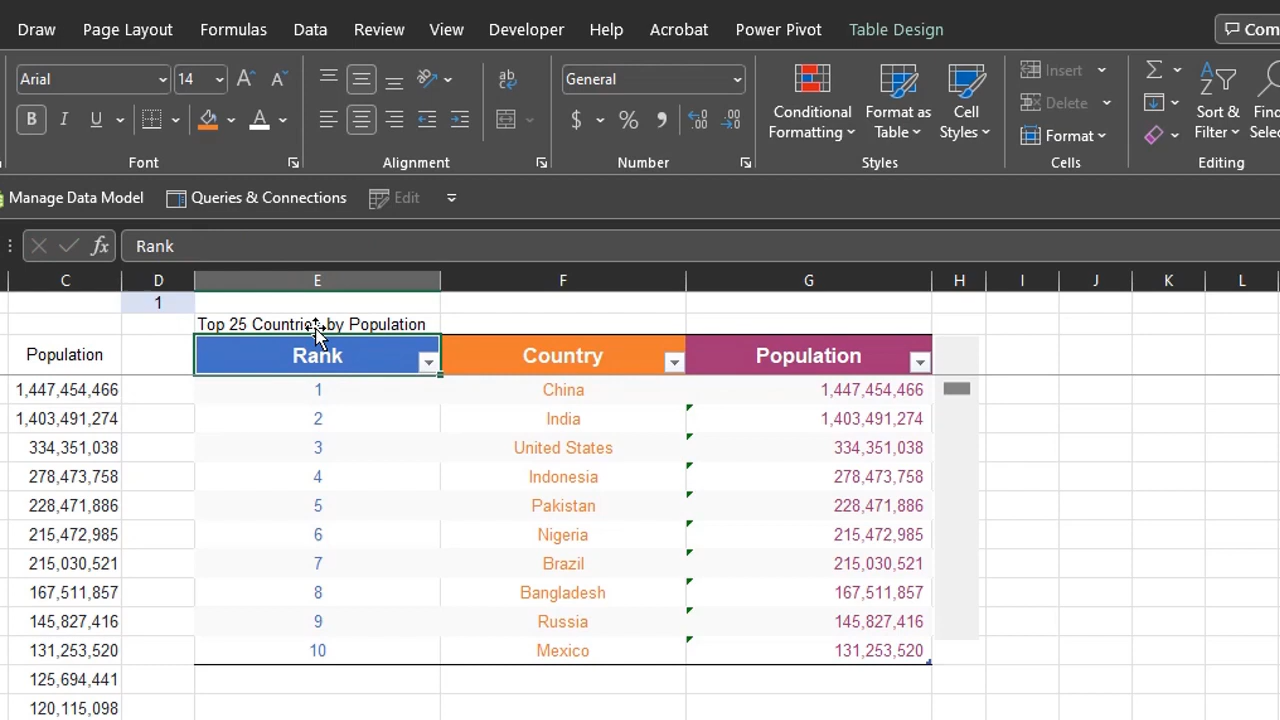 Draw Page Layout Formulas Data Review View Developer Help Acrobat Power Pivot Table Design Com
Arial 14 General Insert
Conditional Formatting Format as Table Cell Styles Delete Sort & Filter
B I U $ % Format
Font Alignment Number Styles Cells Editing
Manage Data Model Queries & Connections Edit
fx Rank
C D E F G H I J K L
1
Top 25 Countries by Population
Population Rank Country Population
1,447,454,466 1 China 1,447,454,466
1,403,491,274 2 India 1,403,491,274
334,351,038 3 United States 334,351,038
278,473,758 4 Indonesia 278,473,758
228,471,886 5 Pakistan 228,471,886
215,472,985 6 Nigeria 215,472,985
215,030,521 7 Brazil 215,030,521
167,511,857 8 Bangladesh 167,511,857
145,827,416 9 Russia 145,827,416
131,253,520 10 Mexico 131,253,520
125,694,441
120,115,098